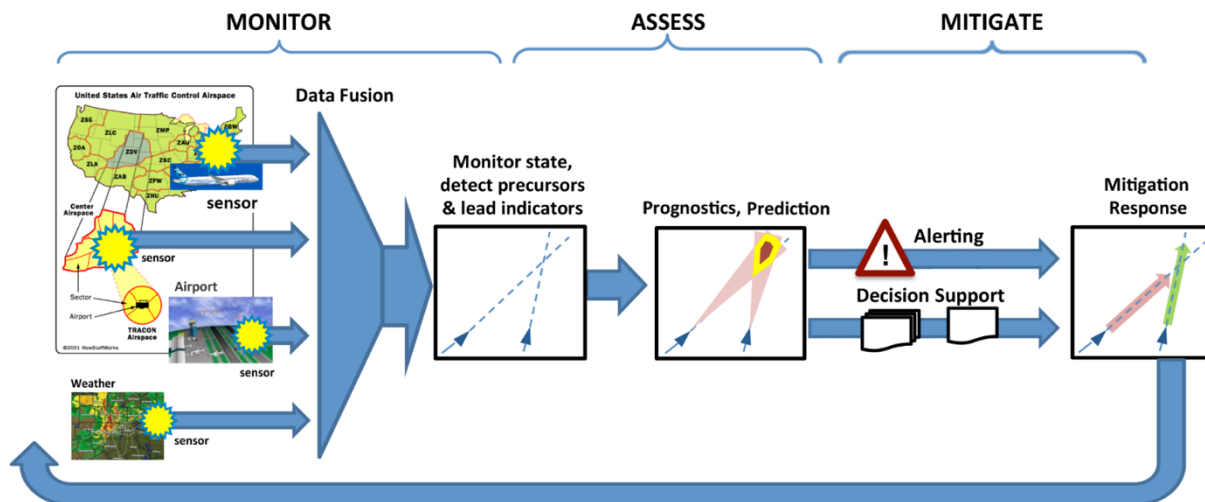 MONITOR
ASSESS
MITIGATE
United States Air Traffic Control Airspace
ZSE
ZLC
ZMP
ZBW
ZOA
ZDV
ZAU
ZLA
ZKC
ZAB
ZFW
ZHU
sensor
Center
Airspace
sensor
Sector
Airport
TRACON
Airspace
©2001 HowStuffWorks
Airport
sensor
Weather
sensor
Data Fusion
Monitor state,
detect precursors
& lead indicators
Prognostics, Prediction
!
Alerting
Decision Support
Mitigation
Response